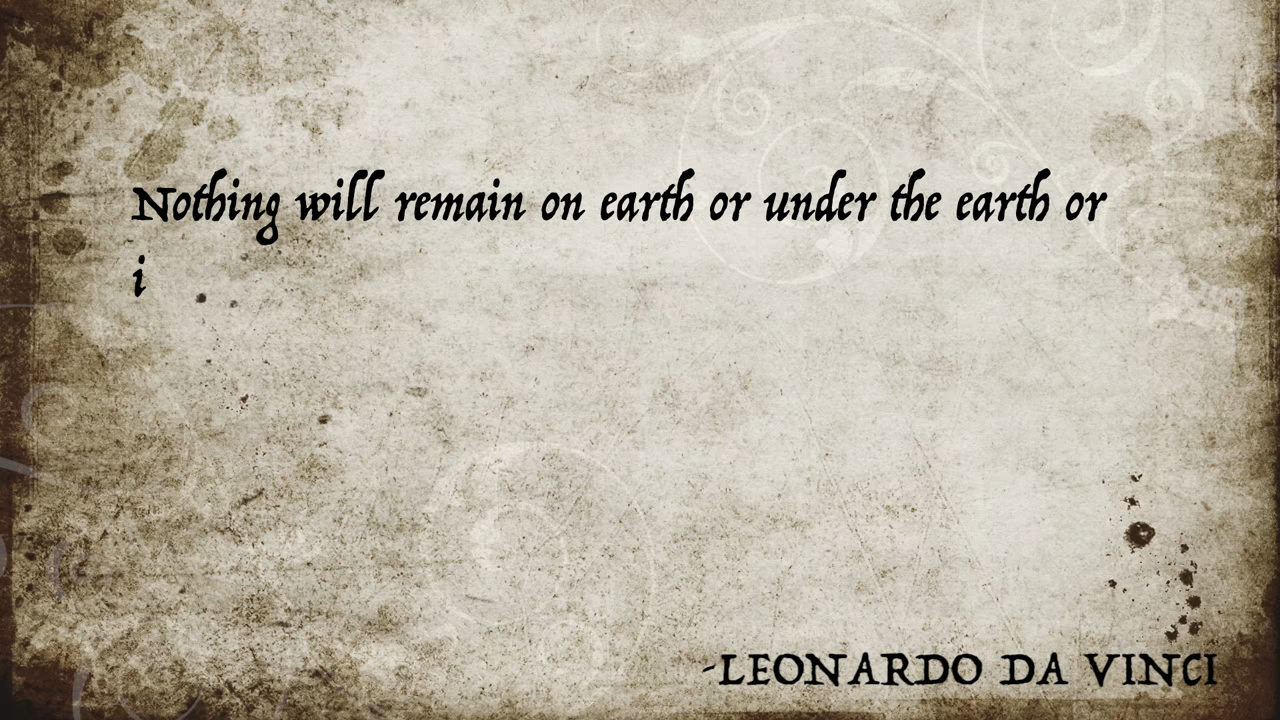 Nothing will remain on earth or under the earth or
i
-LEONARDO DA VINCI